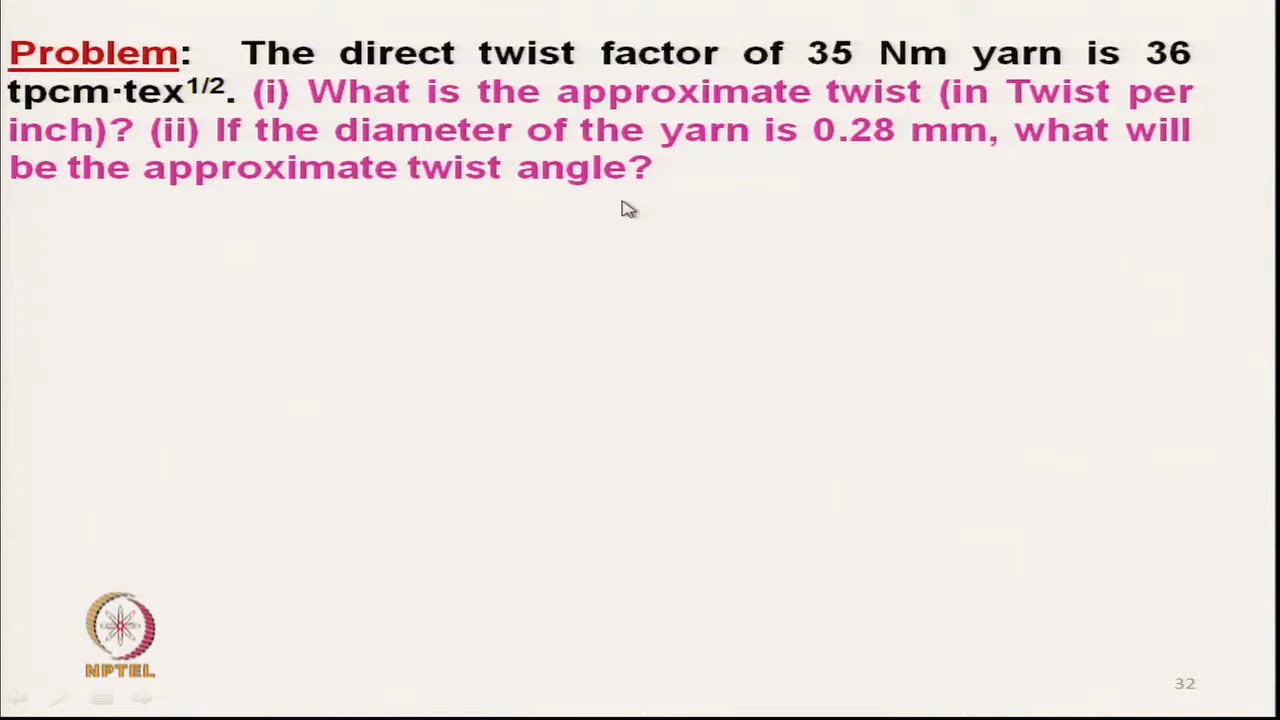 Problem: The direct twist factor of 35 Nm yarn is 36
tpcm·tex^1/2. (i) What is the approximate twist (in Twist per
inch)? (ii) If the diameter of the yarn is 0.28 mm, what will
be the approximate twist angle?
NPTEL
32